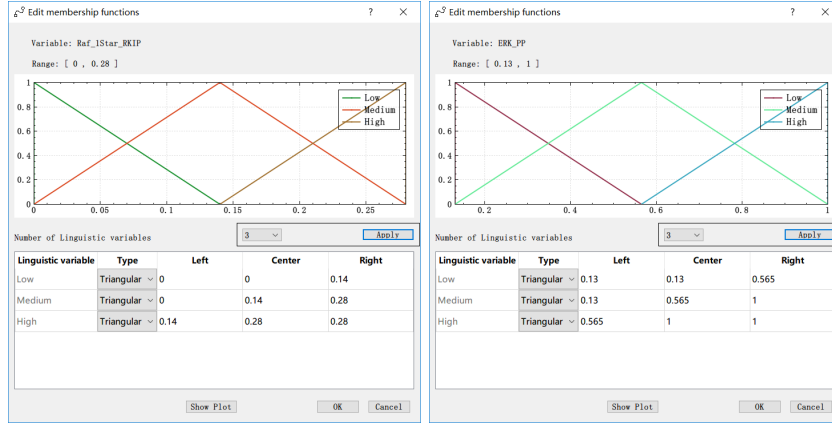 Edit membership functions ? ×
Variable: Raf_1Star_RKIP
Range: [ 0 , 0.28 ]
1
0.8
0.6
0.4
0.2
0
0 0.05 0.1 0.15 0.2 0.25
Low
Medium
High
Number of Linguistic variables 3 Apply
Linguistic variable Type Left Center Right
Low Triangular 0 0 0.14
Medium Triangular 0 0.14 0.28
High Triangular 0.14 0.28 0.28
Show Plot OK Cancel
Edit membership functions ? ×
Variable: ERK_PP
Range: [ 0.13 , 1 ]
1
0.8
0.6
0.4
0.2
0
0.2 0.4 0.6 0.8 1
Low
Medium
High
Number of Linguistic variables 3 Apply
Linguistic variable Type Left Center Right
Low Triangular 0.13 0.13 0.565
Medium Triangular 0.13 0.565 1
High Triangular 0.565 1 1
Show Plot OK Cancel